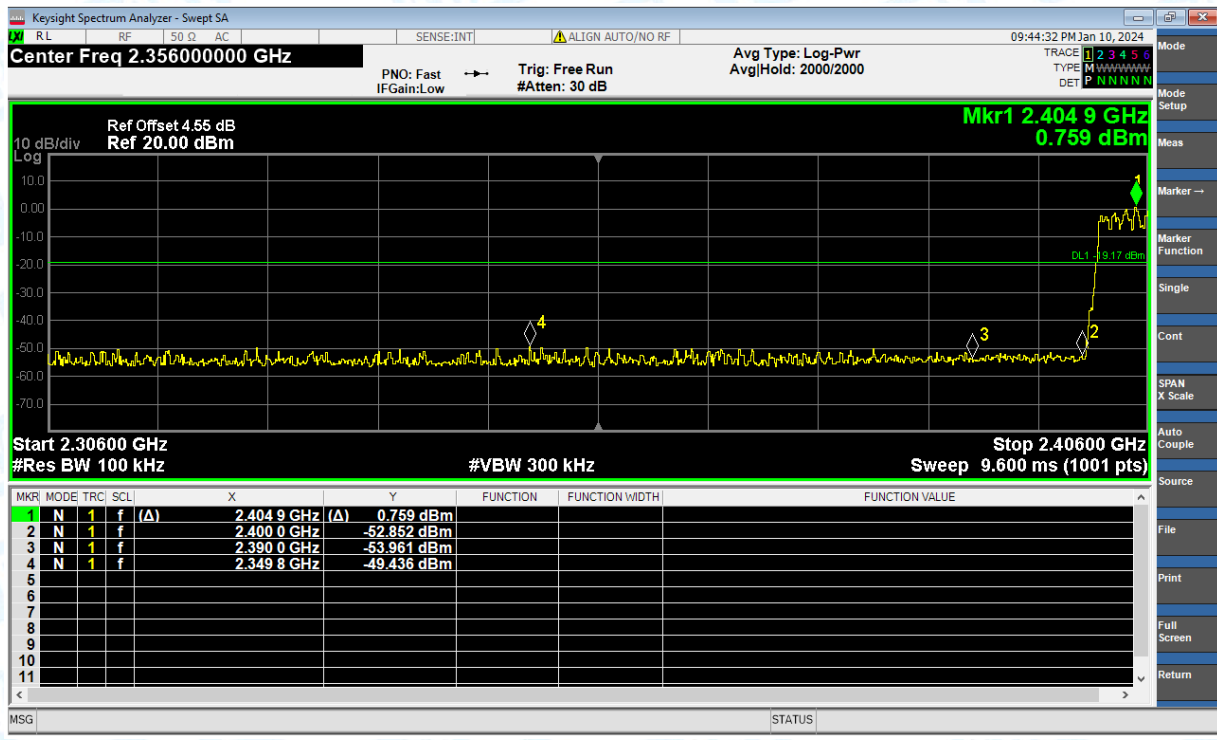 Keysight Spectrum Analyzer - Swept SA
LXI RL RF 50 Ω AC SENSE:INT ALIGN AUTO/NO RF 09:44:32 PM Jan 10, 2024
Center Freq 2.356000000 GHz
PNO: Fast
IFGain:Low
Trig: Free Run
#Atten: 30 dB
Avg Type: Log-Pwr
Avg|Hold: 2000/2000
TRACE 1 2 3 4 5 6
TYPE M W W W W W
DET P N N N N N
Mkr1 2.404 9 GHz
0.759 dBm
Ref Offset 4.55 dB
10 dB/div Ref 20.00 dBm
Log
10.0
0.00
-10.0
-20.0
-30.0
-40.0
-50.0
-60.0
-70.0
1
DL1 -19.17 dBm
4
3
2
Start 2.30600 GHz Stop 2.40600 GHz
#Res BW 100 kHz #VBW 300 kHz Sweep 9.600 ms (1001 pts)
MKR MODE TRC SCL X Y FUNCTION FUNCTION WIDTH FUNCTION VALUE
1 N 1 f (Δ) 2.404 9 GHz (Δ) 0.759 dBm
2 N 1 f 2.400 0 GHz -52.852 dBm
3 N 1 f 2.390 0 GHz -53.961 dBm
4 N 1 f 2.349 8 GHz -49.436 dBm
5
6
7
8
9
10
11
MSG STATUS
Mode
Mode
Setup
Meas
Marker →
Marker
Function
Single
Cont
SPAN
X Scale
Auto
Couple
Source
File
Print
Full
Screen
Return